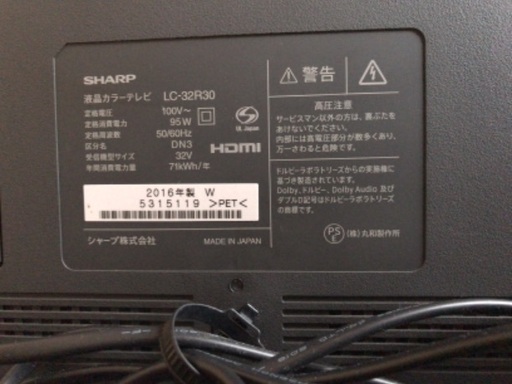 SHARP
液晶カラーテレビ LC-32R30
定格電圧 100V~
定格消費電力 95W
定格周波数 50/60Hz
区分名 DN3
受信機型サイズ 32V
年間消費電力量 71kWh/年
S
UL Japan
HDMI
2016年製 W
5315119 >PET<
シャープ株式会社 MADE IN JAPAN
警告
高圧注意
サービスマン以外の方は、裏ぶたを
あけないでください。
内部には高電圧部分が数多くあり、
万一さわると危険です。
ドルビーラボラトリーズからの実施権に
基づき製造されています。
Dolby、ドルビー、Dolby Audio 及び
ダブルD記号はドルビーラボラトリーズ
の商標です。
PS
E
(株)丸和製作所